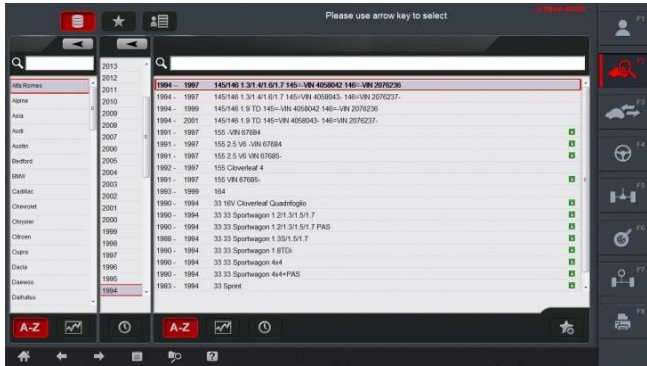 Please use arrow key to select
Alfa Romeo
Alpine
Asia
Audi
Austin
Bedford
BMW
Cadillac
Chevrolet
Chrysler
Citroen
Cupra
Dacia
Daewoo
Daihatsu
2013
2012
2011
2010
2009
2008
2007
2006
2005
2004
2003
2002
2001
2000
1999
1998
1997
1996
1995
1994
1994 - 1997 145/146 1.3/1.4/1.6/1.7 145=-VIN 4058042 146=-VIN 2076236
1994 - 1997 145/146 1.3/1.4/1.6/1.7 145=VIN 4058043- 146=VIN 2076237-
1994 - 1999 145/146 1.9 TD 145=-VIN 4058042 146=-VIN 2076236
1994 - 2001 145/146 1.9 TD 145=VIN 4058043- 146=VIN 2076237-
1991 - 1997 155 -VIN 67684
1991 - 1997 155 2.5 V6 -VIN 67684
1991 - 1997 155 2.5 V6 VIN 67685-
1992 - 1997 155 Cloverleaf 4
1991 - 1997 155 VIN 67685-
1993 - 1999 164
1990 - 1994 33 16V Cloverleaf Quadrifoglio
1990 - 1994 33 33 Sportwagon 1.2/1.3/1.5/1.7
1990 - 1994 33 33 Sportwagon 1.2/1.3/1.5/1.7 PAS
1988 - 1994 33 33 Sportwagon 1.3S/1.5/1.7
1990 - 1994 33 33 Sportwagon 1.8TDi
1990 - 1994 33 33 Sportwagon 4x4
1990 - 1994 33 33 Sportwagon 4x4+PAS
1983 - 1994 33 Sprint
A-Z
A-Z
F1
F2
F3
F4
F5
F6
F7
F8